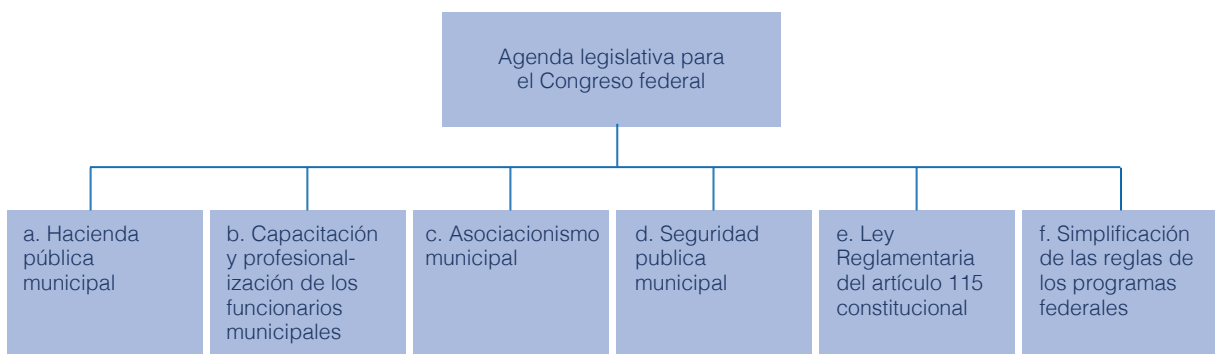 Agenda legislativa para
el Congreso federal
a. Hacienda
pública
municipal
b. Capacitación
y profesional-
ización de los
funcionarios
municipales
c. Asociacionismo
municipal
d. Seguridad
publica
municipal
e. Ley
Reglamentaria
del artículo 115
constitucional
f. Simplificación
de las reglas de
los programas
federales